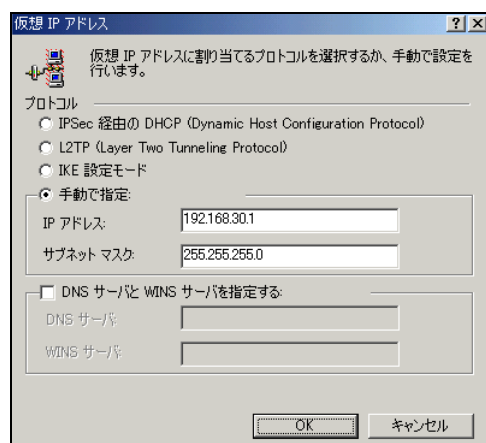 仮想 IP アドレス
仮想 IP アドレスに割り当てるプロトコルを選択するか、手動で設定を
行います。
プロトコル
IPSec 経由の DHCP (Dynamic Host Configuration Protocol)
L2TP (Layer Two Tunneling Protocol)
IKE 設定モード
手動で指定:
IP アドレス: 192.168.30.1
サブネット マスク: 255.255.255.0
DNS サーバと WINS サーバを指定する:
DNS サーバ:
WINS サーバ:
OK キャンセル